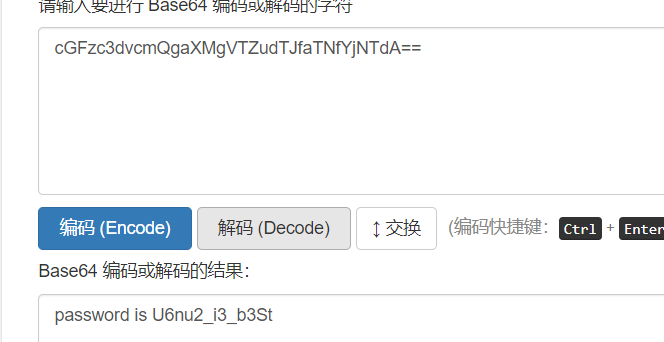 请输入要进行 Base64 编码或解码的字符
cGFzc3dvcmQgaXMgVTZudTJfaTNfYjNTdA==
编码 (Encode) 解码 (Decode) ↕ 交换 (编码快捷键： Ctrl + Enter
Base64 编码或解码的结果：
password is U6nu2_i3_b3St